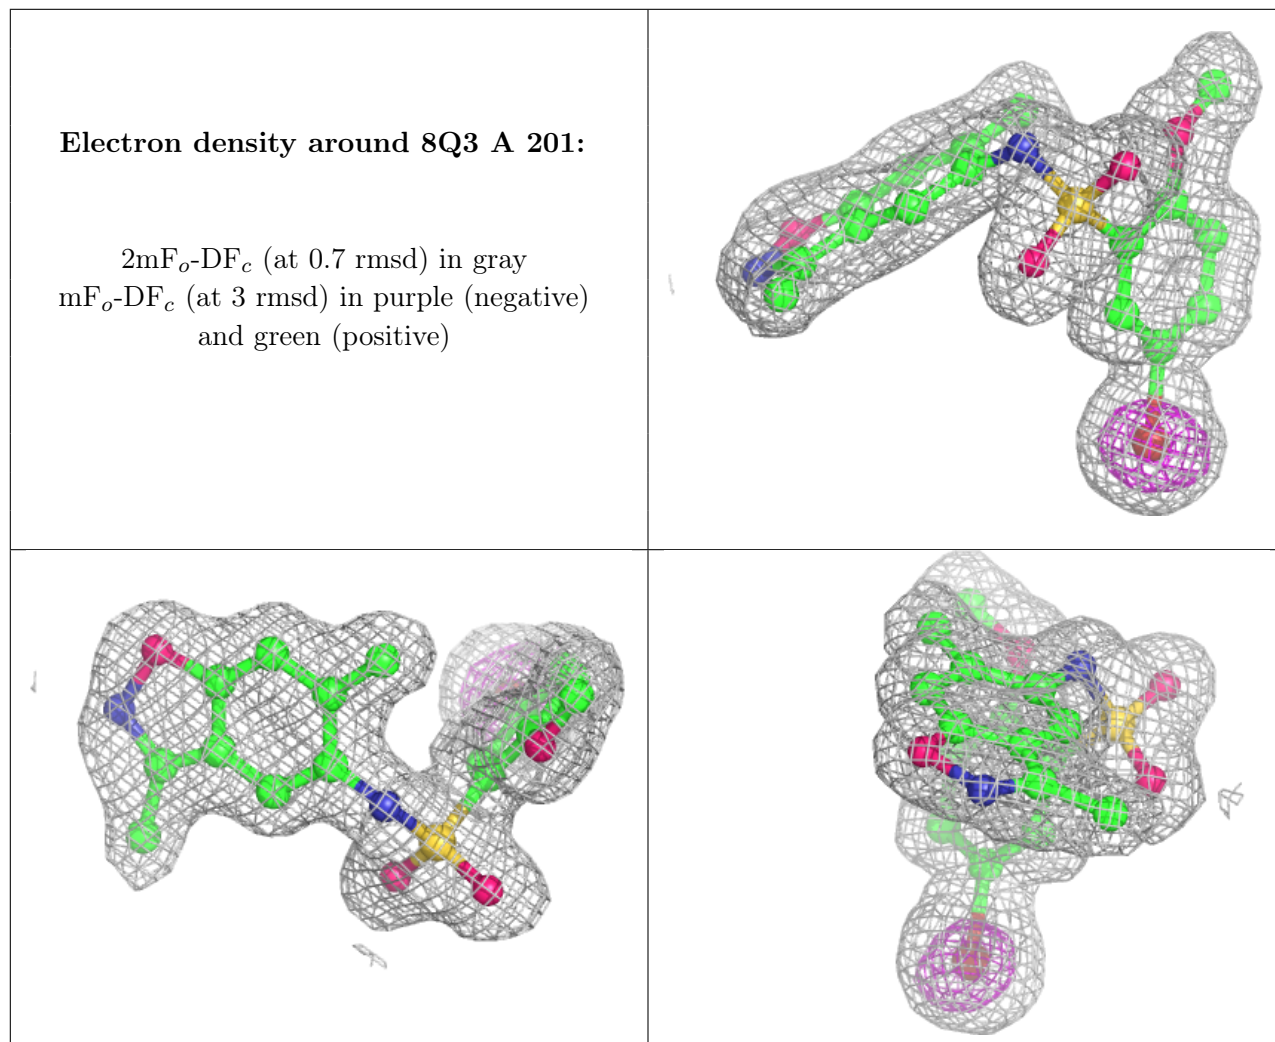 Electron density around 8Q3 A 201:
2mFo-DFc (at 0.7 rmsd) in gray
mFo-DFc (at 3 rmsd) in purple (negative)
and green (positive)